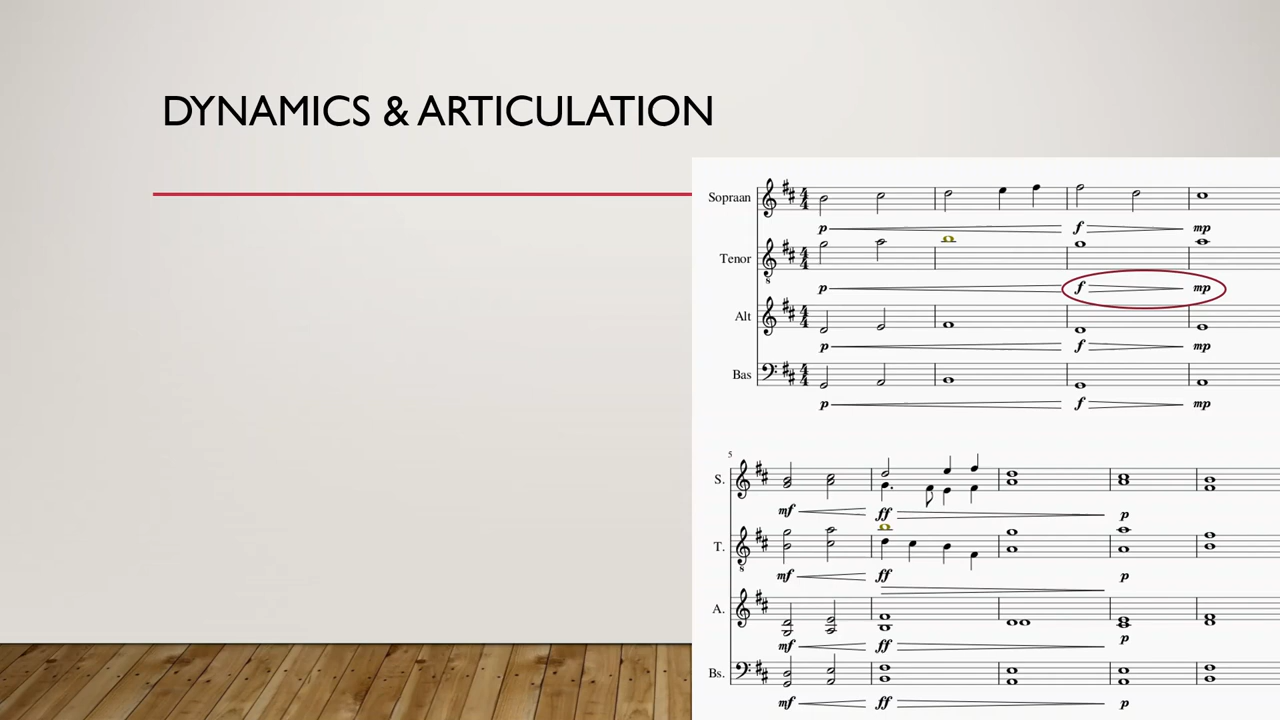 DYNAMICS & ARTICULATION
Sopraan
p f mp
Tenor
p f mp
Alt
p f mp
Bas
p f mp
5
S.
mf ff p
T.
mf ff p
A.
mf ff p
Bs.
mf ff p